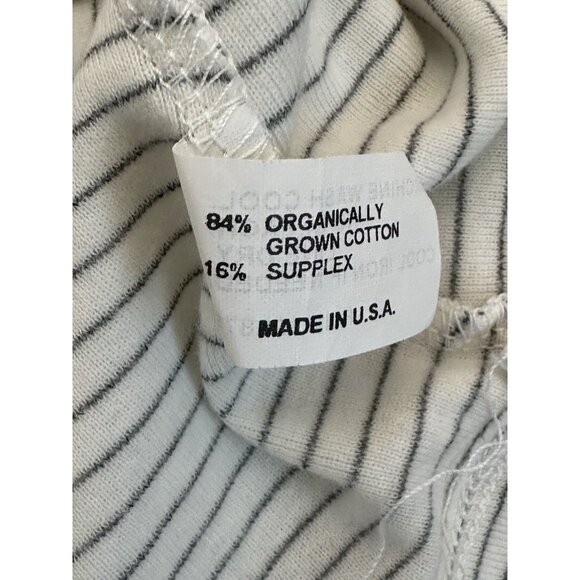 84% ORGANICALLY
GROWN COTTON
16% SUPPLEX
MADE IN U.S.A.